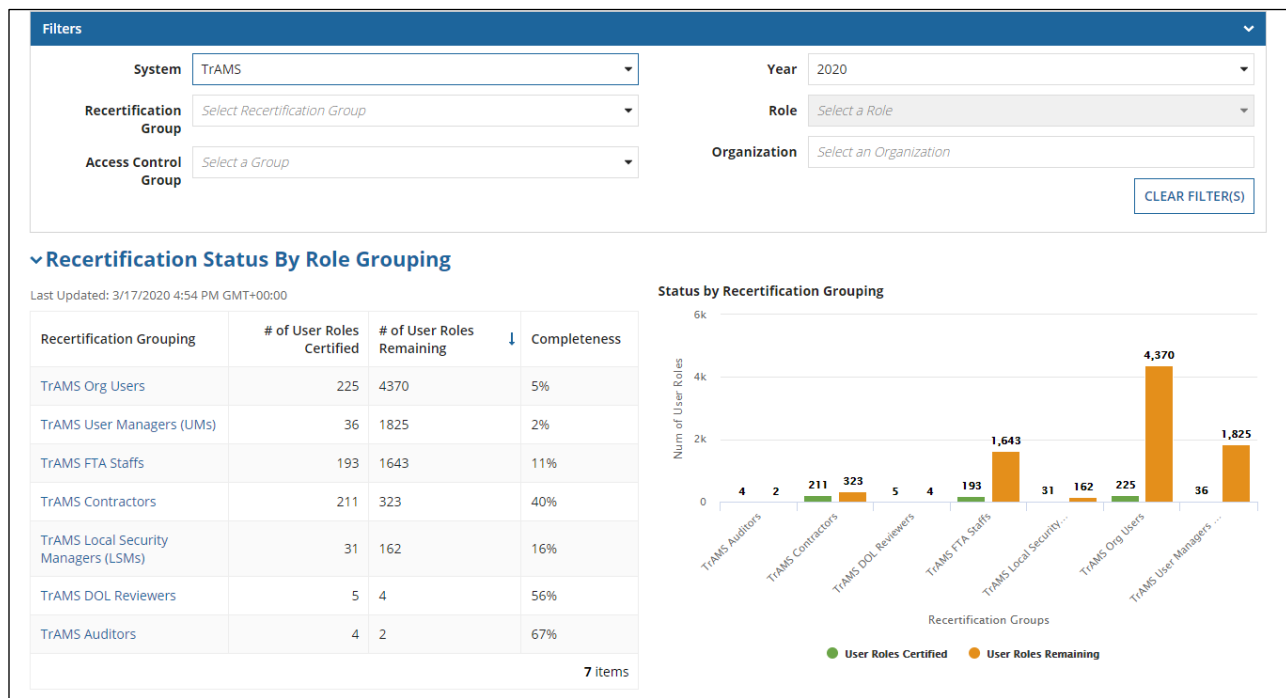 Filters
System TrAMS Year 2020
Recertification Group Select Recertification Group Role Select a Role
Access Control Group Select a Group Organization Select an Organization
CLEAR FILTER(S)
Recertification Status By Role Grouping
Last Updated: 3/17/2020 4:54 PM GMT+00:00
Recertification Grouping # of User Roles Certified # of User Roles Remaining ↓ Completeness
TrAMS Org Users 225 4370 5%
TrAMS User Managers (UMs) 36 1825 2%
TrAMS FTA Staffs 193 1643 11%
TrAMS Contractors 211 323 40%
TrAMS Local Security Managers (LSMs) 31 162 16%
TrAMS DOL Reviewers 5 4 56%
TrAMS Auditors 4 2 67%
7 items
Status by Recertification Grouping
Num of User Roles
6k
4k
2k
0
4 2 211 323 5 4 193 1,643 31 162 225 4,370 36 1,825
TrAMS Auditors
TrAMS Contractors
TrAMS DOL Reviewers
TrAMS FTA Staffs
TrAMS Local Security...
TrAMS Org Users
TrAMS User Managers ...
Recertification Groups
User Roles Certified User Roles Remaining